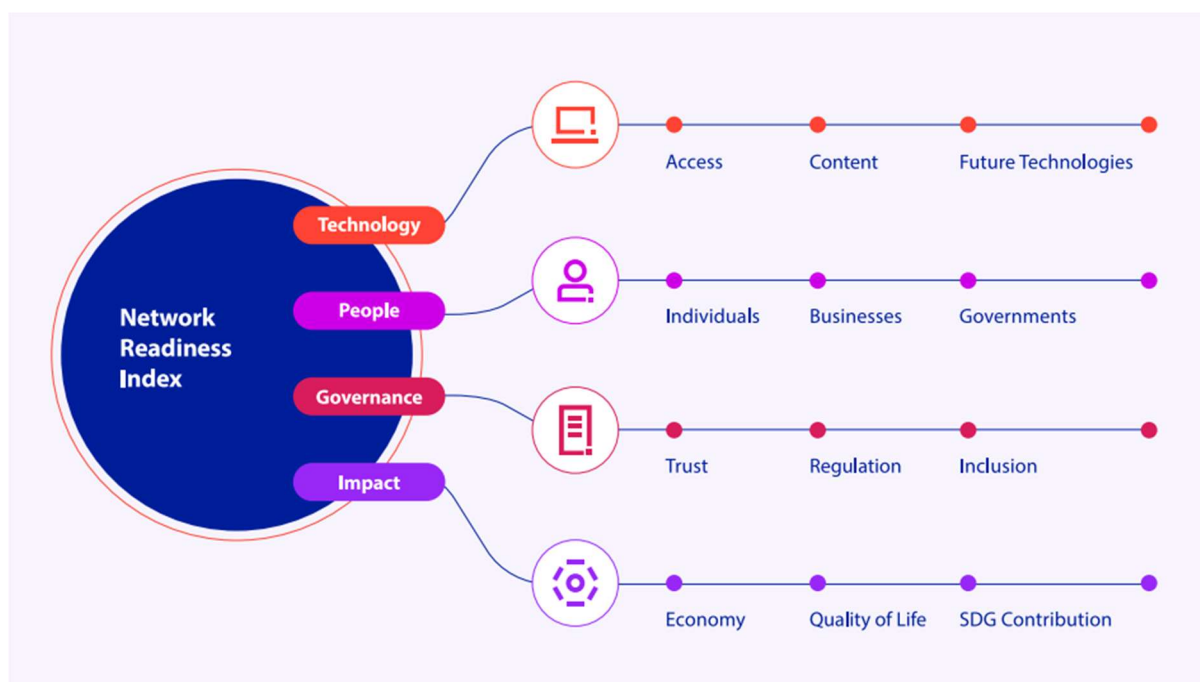 Network
Readiness
Index
Technology
Access
Content
Future Technologies
People
Individuals
Businesses
Governments
Governance
Trust
Regulation
Inclusion
Impact
Economy
Quality of Life
SDG Contribution